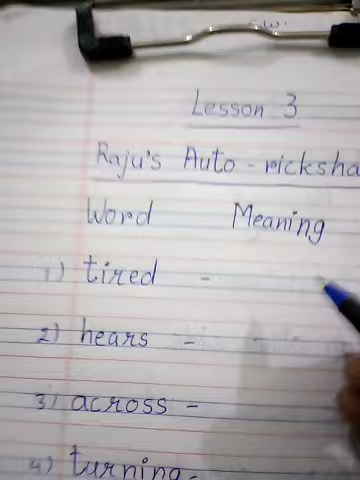 Lesson 3
Raju's Auto-ricksha
Word Meaning
1) tired -
2) hears -
3) across -
4) turning-